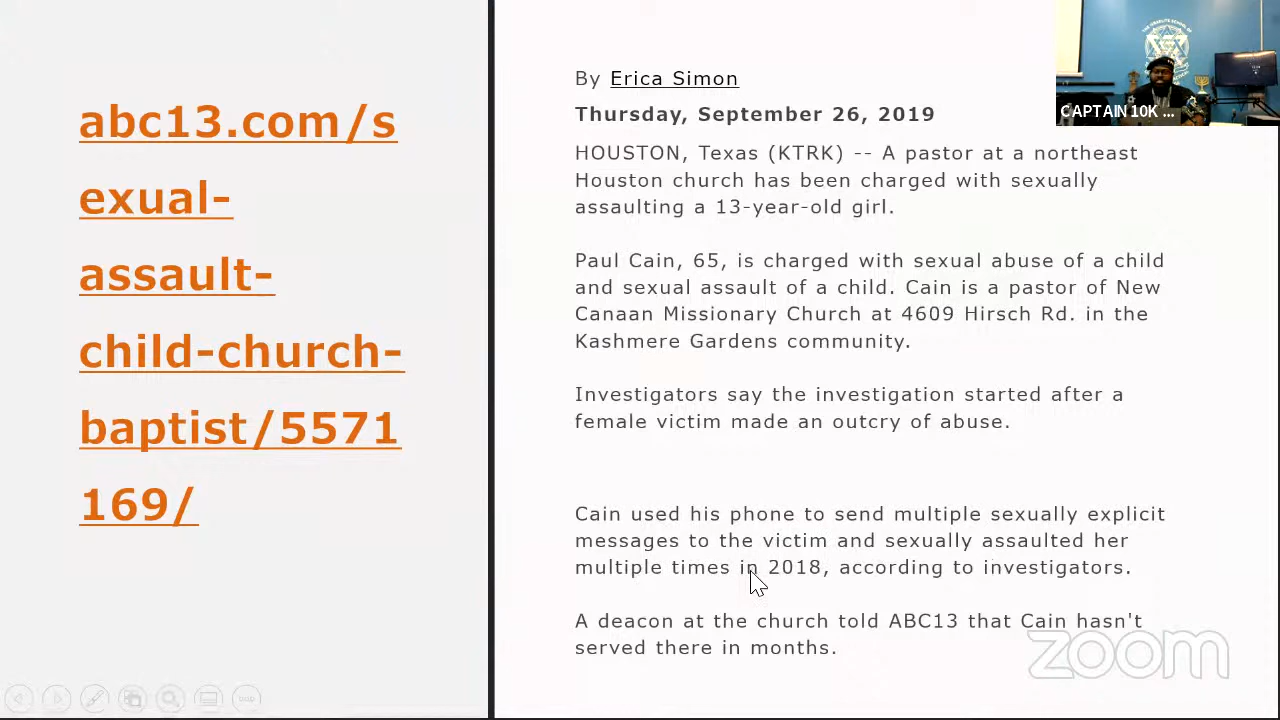 abc13.com/s
exual-
assault-
child-church-
baptist/5571
169/
By Erica Simon
Thursday, September 26, 2019
HOUSTON, Texas (KTRK) -- A pastor at a northeast
Houston church has been charged with sexually
assaulting a 13-year-old girl.
Paul Cain, 65, is charged with sexual abuse of a child
and sexual assault of a child. Cain is a pastor of New
Canaan Missionary Church at 4609 Hirsch Rd. in the
Kashmere Gardens community.
Investigators say the investigation started after a
female victim made an outcry of abuse.
Cain used his phone to send multiple sexually explicit
messages to the victim and sexually assaulted her
multiple times in 2018, according to investigators.
A deacon at the church told ABC13 that Cain hasn't
served there in months.
CAPTAIN 10K ...
zoom